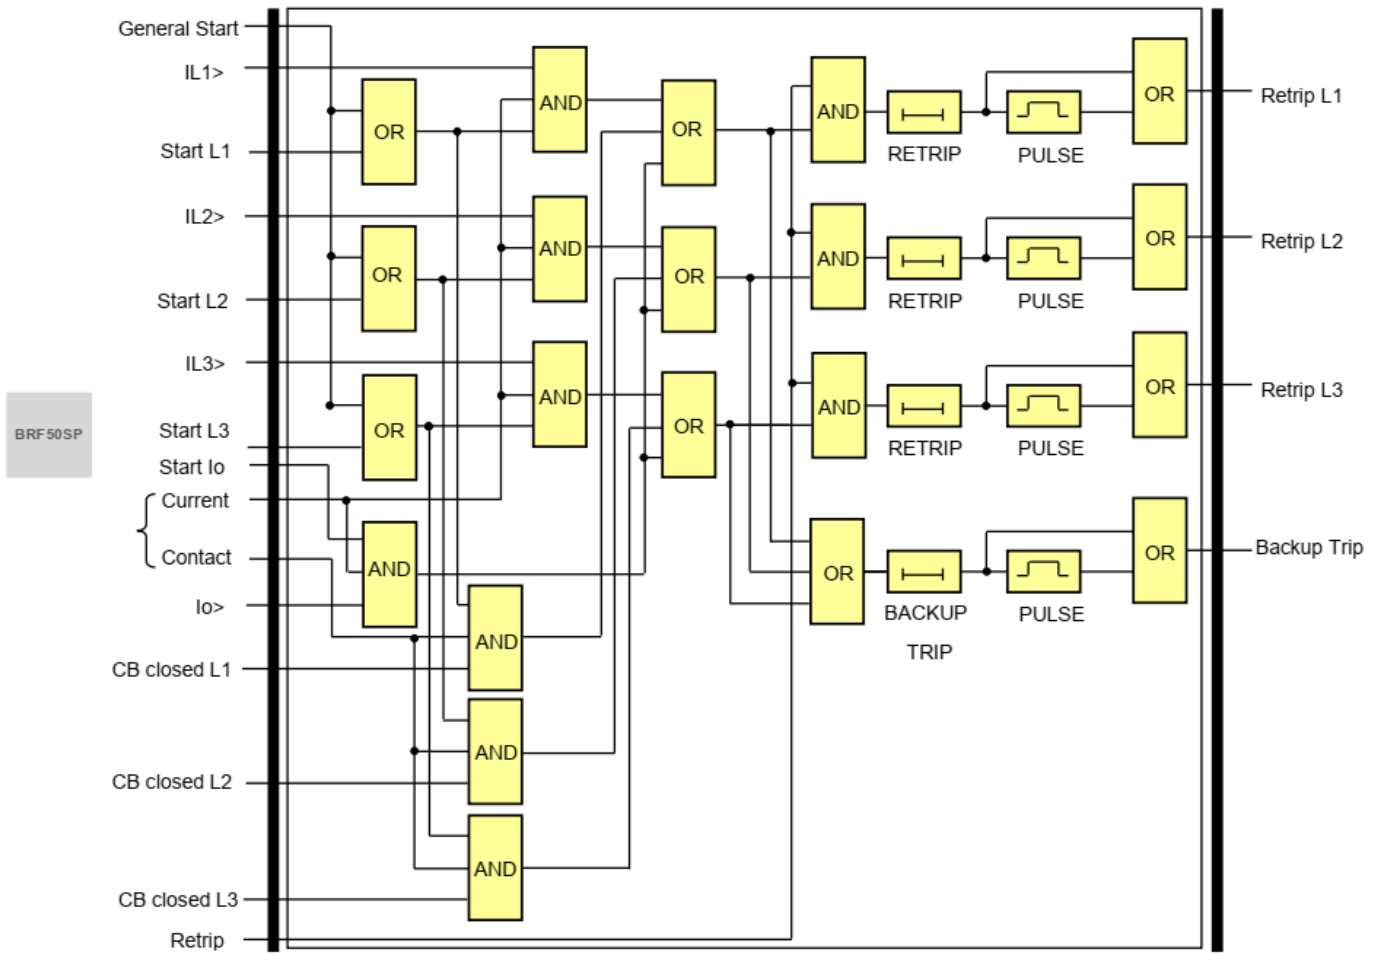 General Start
IL1>
Start L1
IL2>
Start L2
IL3>
BRF50SP
Start L3
Start Io
Current
Contact
Io>
CB closed L1
CB closed L2
CB closed L3
Retrip
OR
OR
OR
AND
AND
AND
AND
AND
AND
AND
OR
OR
OR
AND
RETRIP
PULSE
OR
Retrip L1
AND
RETRIP
PULSE
OR
Retrip L2
AND
RETRIP
PULSE
OR
Retrip L3
OR
BACKUP
TRIP
PULSE
OR
Backup Trip